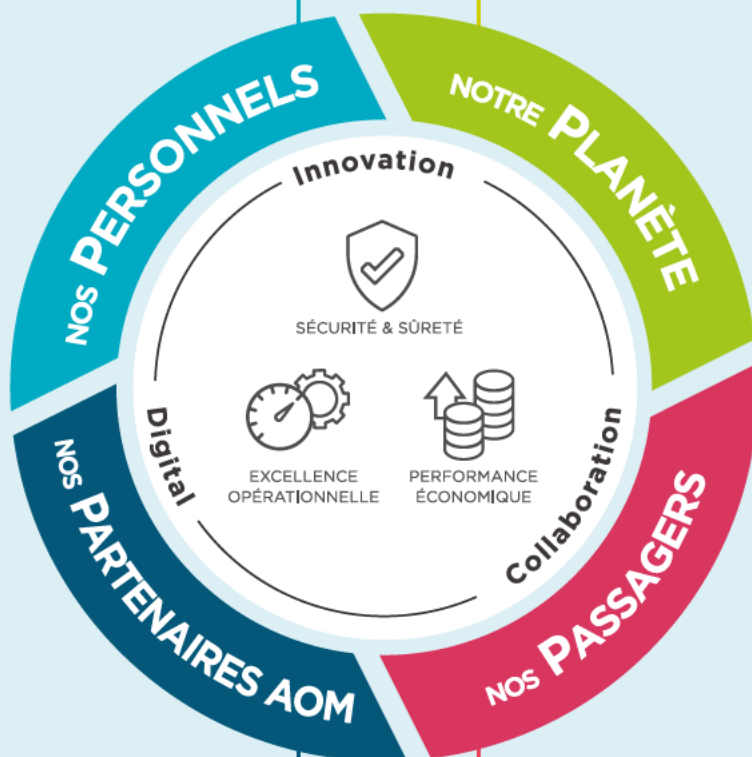 NOS PERSONNELS
NOTRE PLANÈTE
Innovation
SÉCURITÉ & SÛRETÉ
Digital
EXCELLENCE
OPÉRATIONNELLE
PERFORMANCE
ÉCONOMIQUE
Collaboration
NOS PARTENAIRES AOM
NOS PASSAGERS